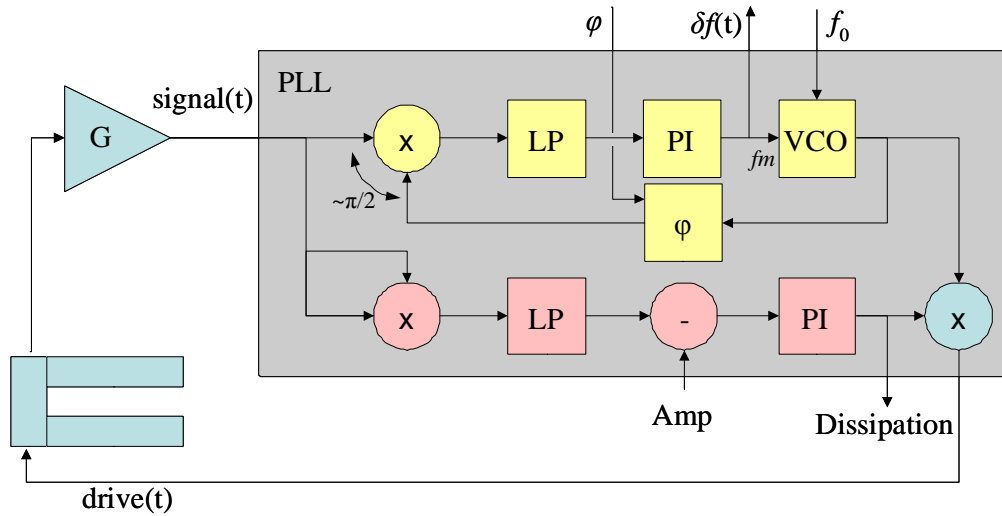 φ
δf(t)
f0
signal(t)
PLL
G
x
LP
PI
fm
VCO
~π/2
φ
x
LP
-
PI
x
Amp
Dissipation
drive(t)